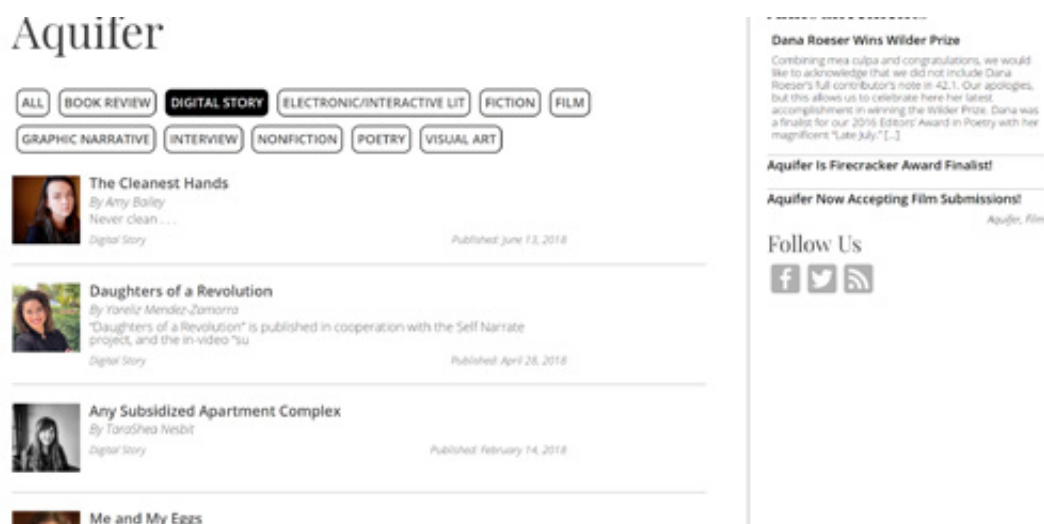 Aquifer
ALL BOOK REVIEW DIGITAL STORY ELECTRONIC/INTERACTIVE LIT FICTION FILM
GRAPHIC NARRATIVE INTERVIEW NONFICTION POETRY VISUAL ART
The Cleanest Hands
By Amy Bailey
Never clean . . .
Digital Story
Published: June 13, 2018
Daughters of a Revolution
By Yareliz Mendez-Zamorra
"Daughters of a Revolution" is published in cooperation with the Self Narrate
project, and the in-video "su
Digital Story
Published: April 28, 2018
Any Subsidized Apartment Complex
By TaraShea Nesbit
Digital Story
Published: February 14, 2018
Me and My Eggs
Dana Roeser Wins Wilder Prize
Combining mea culpa and congratulations, we would
like to acknowledge that we did not include Dana
Roeser's full contributor's note in 42.1. Our apologies,
but this allows us to celebrate here her latest
accomplishment in winning the Wilder Prize. Dana was
a finalist for our 2016 Editors' Award in Poetry with her
magnificent "Late July." [...]
Aquifer Is Firecracker Award Finalist!
Aquifer Now Accepting Film Submissions!
Aquifer, Film
Follow Us